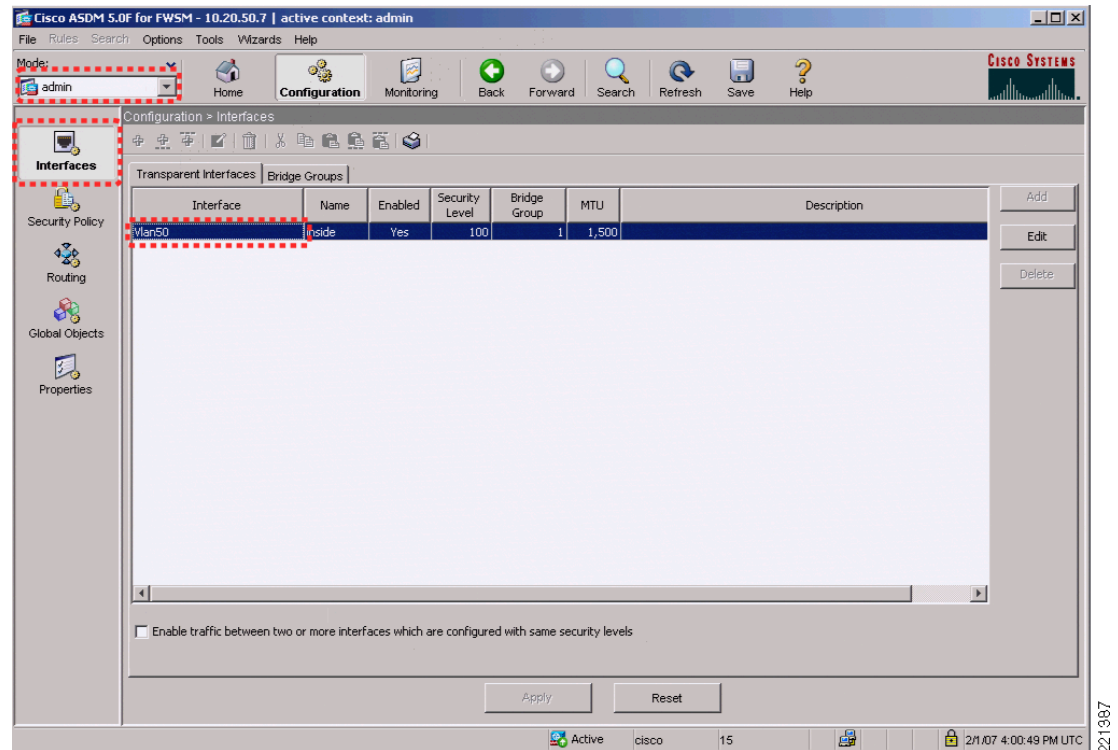 Cisco ASDM 5.0F for FWSM - 10.20.50.7 | active context: admin
File Rules Search Options Tools Wizards Help
Mode:
admin
Home Configuration Monitoring Back Forward Search Refresh Save Help
CISCO SYSTEMS
Configuration > Interfaces
Interfaces
Security Policy
Routing
Global Objects
Properties
Transparent Interfaces Bridge Groups
Interface Name Enabled Security Level Bridge Group MTU Description
Vlan50 inside Yes 100 1 1,500
Add
Edit
Delete
Enable traffic between two or more interfaces which are configured with same security levels
Apply Reset
Active cisco 15 2/1/07 4:00:49 PM UTC
221387